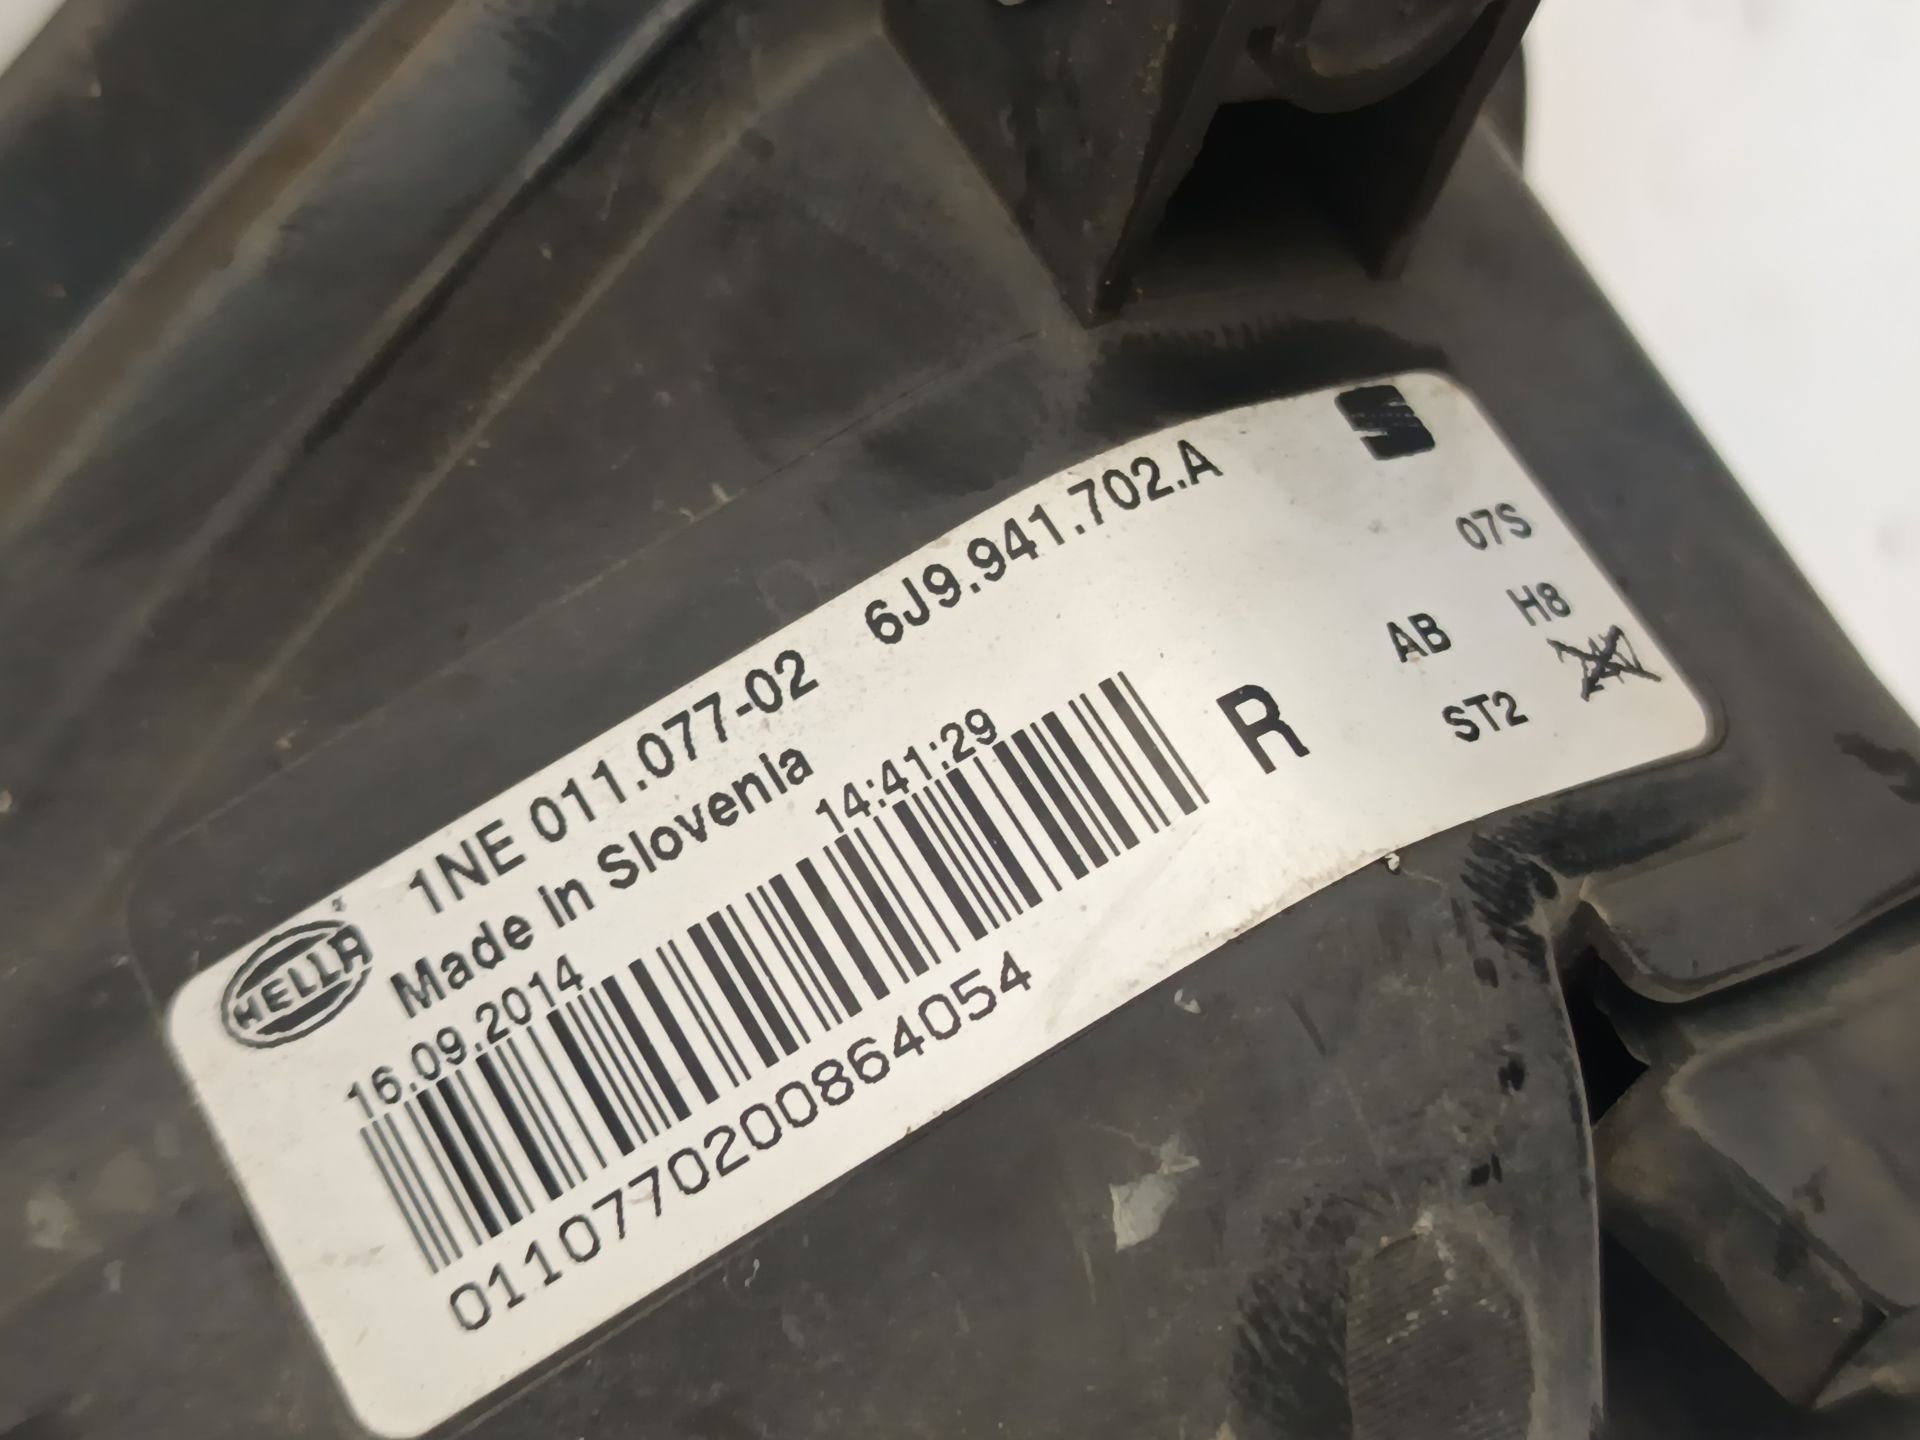 HELLA
1NE 011.077-02 6J9.941.702.A
Made in Slovenia
16.09.2014 14:41:29
0110770200864054
R
07S
AB H8
ST2